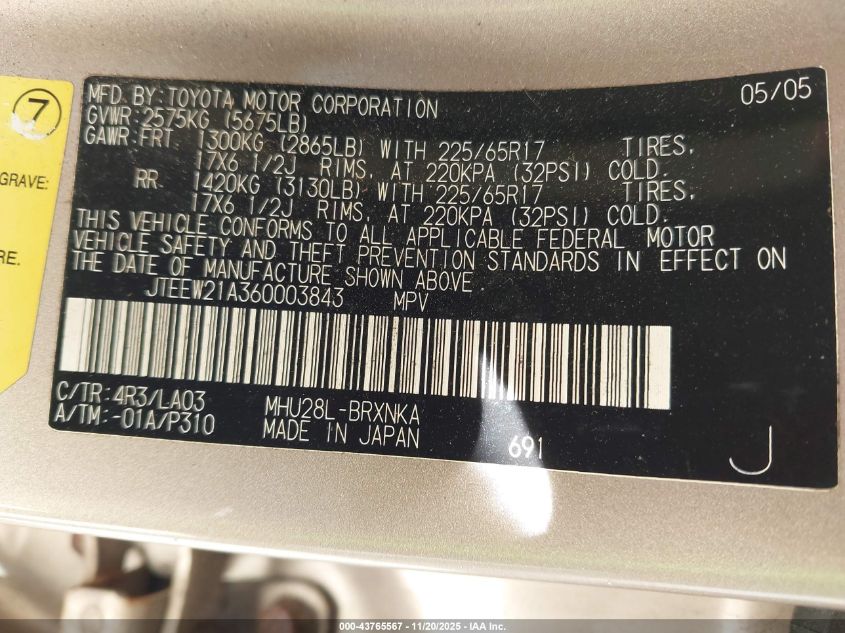 7
GRAVE:
RE.
MFD. BY: TOYOTA MOTOR CORPORATION 05/05
GVWR: 2575KG (5675LB)
GAWR: FRT 1300KG (2865LB) WITH 225/65R17 TIRES,
17X6 1/2J RIMS, AT 220KPA (32PSI) COLD.
RR 1420KG (3130LB) WITH 225/65R17 TIRES,
17X6 1/2J RIMS, AT 220KPA (32PSI) COLD.
THIS VEHICLE CONFORMS TO ALL APPLICABLE FEDERAL MOTOR
VEHICLE SAFETY AND THEFT PREVENTION STANDARDS IN EFFECT ON
THE DATE OF MANUFACTURE SHOWN ABOVE.
JTEEW21A360003843 MPV
C/TR: 4R3/LA03 MHU28L-BRXNKA
A/TM: -01A/P310 MADE IN JAPAN 691 J
000-43765567 | 11/20/2025 - IAA Inc.